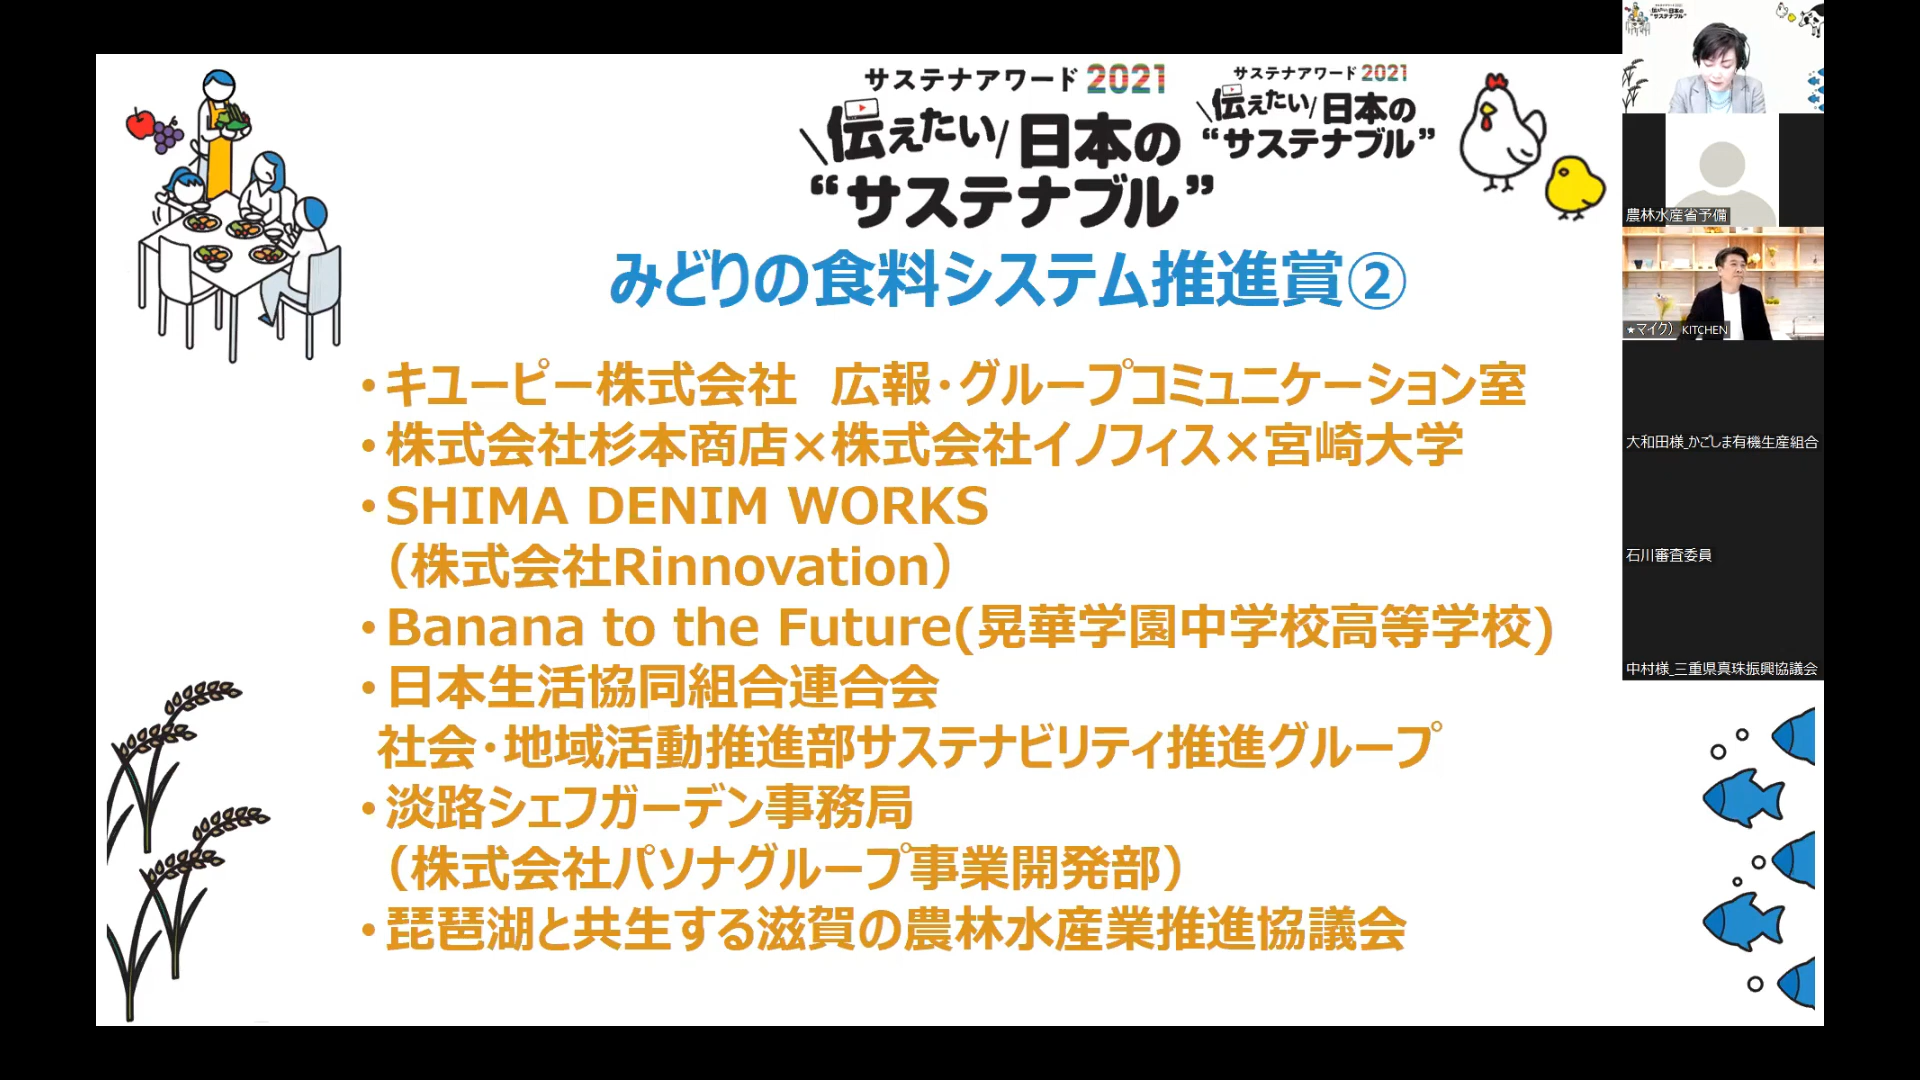 サステナアワード 2021
\伝えたい/ 日本の
“サステナブル”
サステナアワード 2021
\伝えたい/ 日本の
“サステナブル”
みどりの食料システム推進賞②
・キユーピー株式会社　広報・グループコミュニケーション室
・株式会社杉本商店×株式会社イノフィス×宮崎大学
・SHIMA DENIM WORKS
（株式会社Rinnovation）
・Banana to the Future(晃華学園中学校高等学校)
・日本生活協同組合連合会
社会・地域活動推進部サステナビリティ推進グループ
・淡路シェフガーデン事務局
（株式会社パソナグループ事業開発部）
・琵琶湖と共生する滋賀の農林水産業推進協議会
農林水産省予備
★マイク） KITCHEN
大和田様_かごしま有機生産組合
石川審査委員
中村様_三重県真珠振興協議会